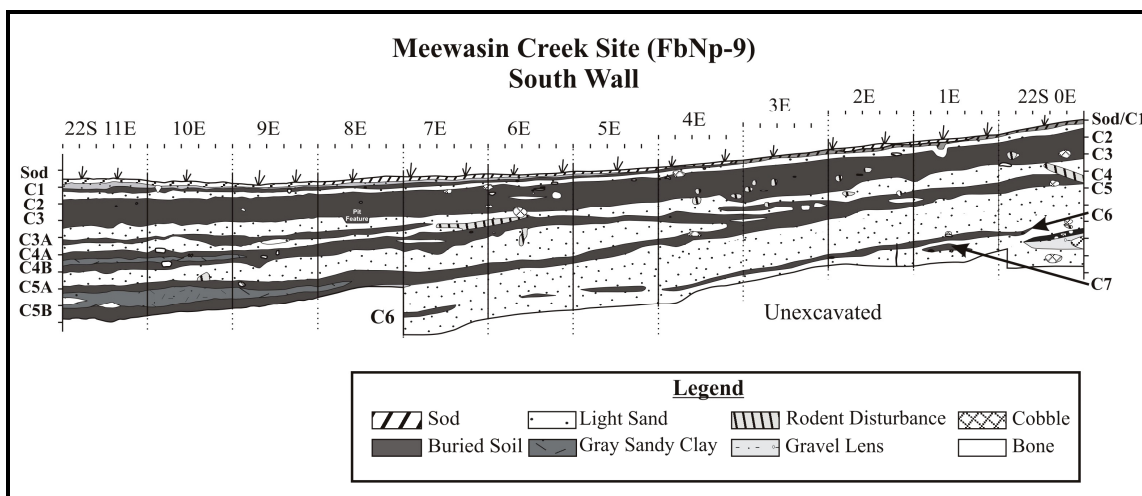 Meewasin Creek Site (FbNp-9)
South Wall
22S 11E 10E 9E 8E 7E 6E 5E 4E 3E 2E 1E 22S 0E
Sod/C1
C2
C3
C4
C5
C6
C7
Sod
C1
C2
C3
C3A
C4A
C4B
C5A
C5B
Pit
Feature
C6
Unexcavated
Legend
Sod Light Sand Rodent Disturbance Cobble
Buried Soil Gray Sandy Clay Gravel Lens Bone